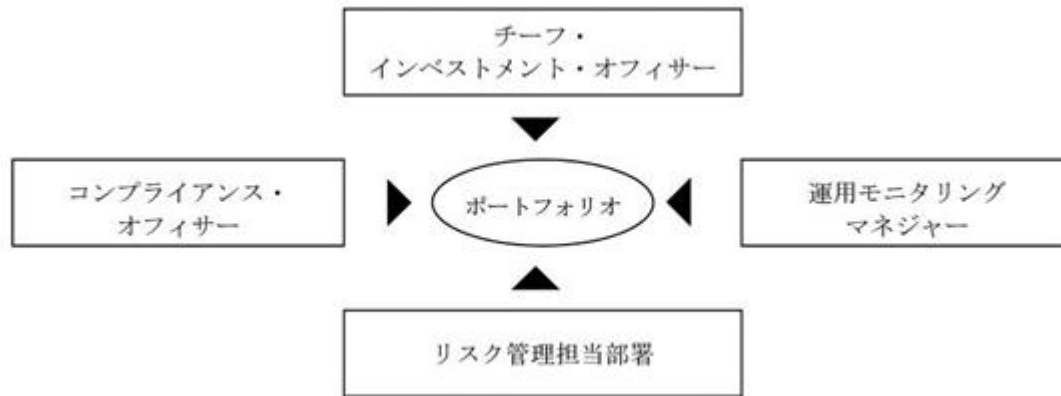 チーフ・
インベストメント・オフィサー
コンプライアンス・
オフィサー
ポートフォリオ
運用モニタリング
マネジャー
リスク管理担当部署